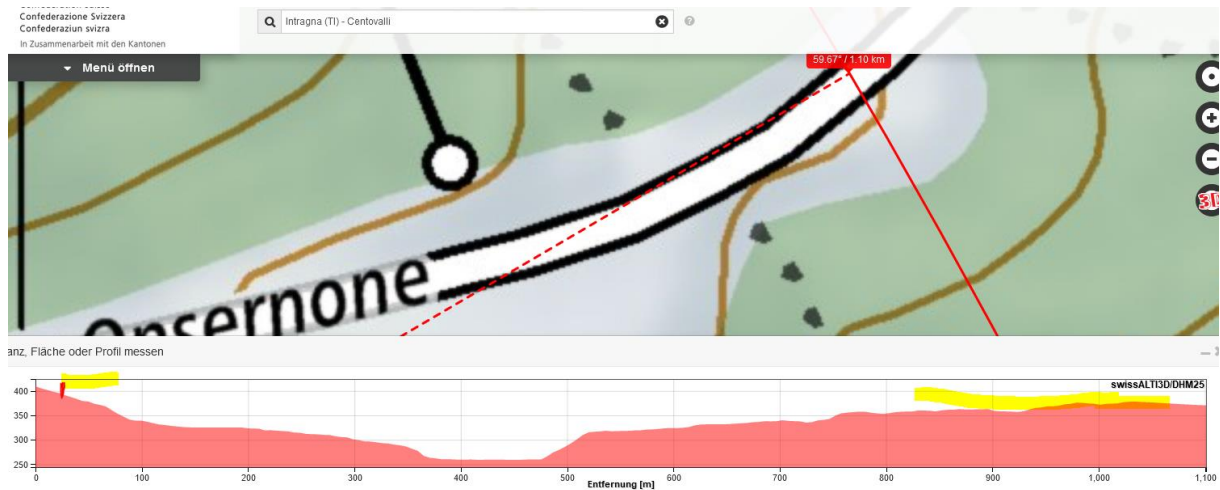 Confederazione Svizzera
Confederaziun svizra
In Zusammenarbeit mit den Kantonen
Intragna (TI) - Centovalli
Menü öffnen
59.67° / 1.10 km
3D
Onsernone
anz, Fläche oder Profil messen
swissALTI3D/DHM25
400
350
300
250
0 100 200 300 400 500 600 700 800 900 1,000 1,100
Entfernung [m]